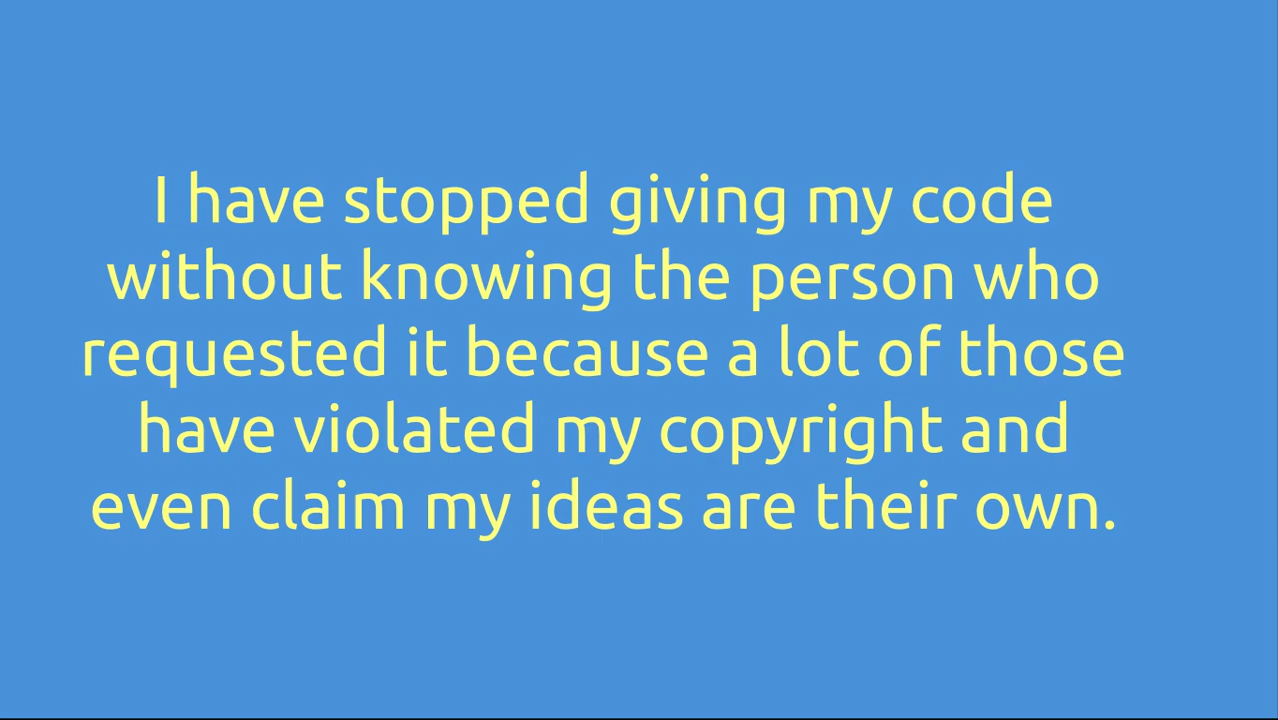 I have stopped giving my code
without knowing the person who
requested it because a lot of those
have violated my copyright and
even claim my ideas are their own.